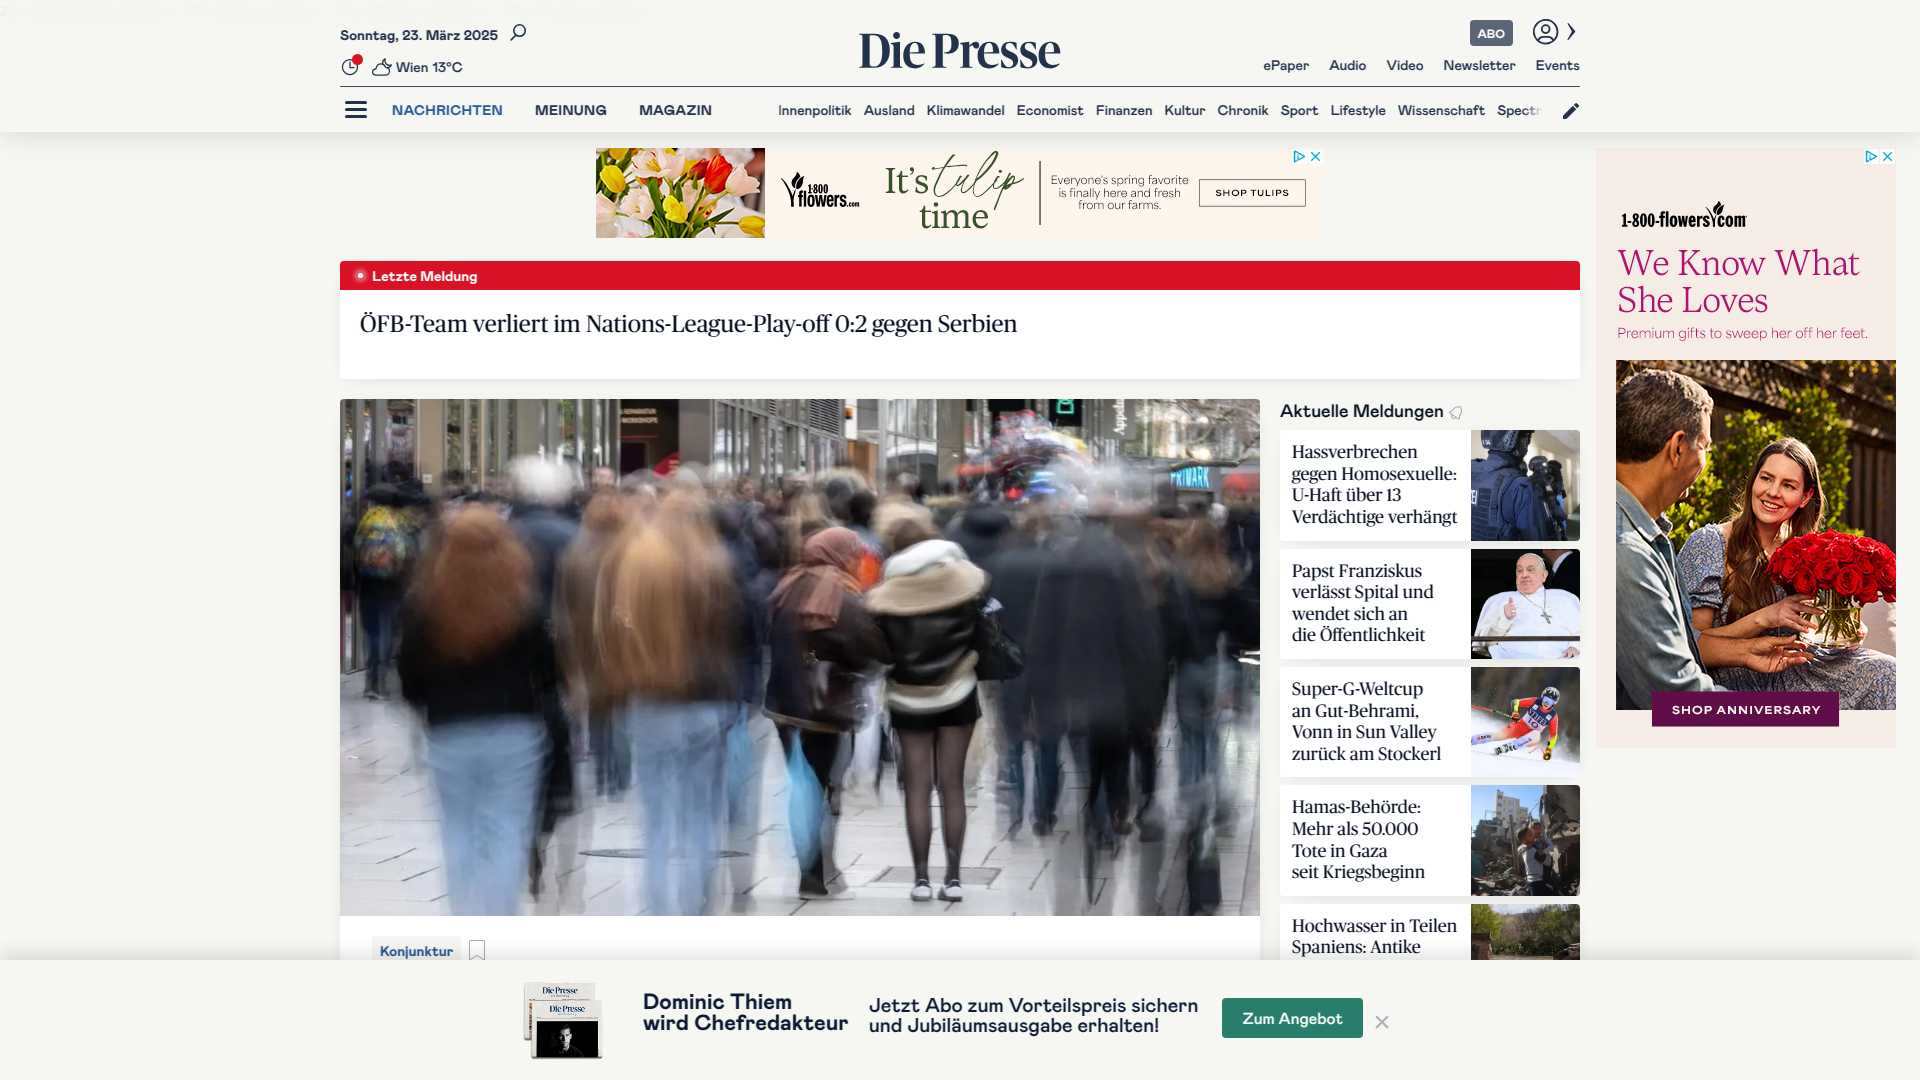 Sonntag, 23. März 2025
Wien 13°C
Die Presse
ABO
ePaper Audio Video Newsletter Events
NACHRICHTEN MEINUNG MAGAZIN
Innenpolitik Ausland Klimawandel Economist Finanzen Kultur Chronik Sport Lifestyle Wissenschaft Spectr
1-800
flowers.com
It's tulip
time
Everyone's spring favorite
is finally here and fresh
from our farms.
SHOP TULIPS
1-800-flowers.com
We Know What
She Loves
Premium gifts to sweep her off her feet.
SHOP ANNIVERSARY
Letzte Meldung
ÖFB-Team verliert im Nations-League-Play-off 0:2 gegen Serbien
PRIMARK
Konjunktur
Aktuelle Meldungen
Hassverbrechen
gegen Homosexuelle:
U-Haft über 13
Verdächtige verhängt
Papst Franziskus
verlässt Spital und
wendet sich an
die Öffentlichkeit
Super-G-Weltcup
an Gut-Behrami,
Vonn in Sun Valley
zurück am Stockerl
Hamas-Behörde:
Mehr als 50.000
Tote in Gaza
seit Kriegsbeginn
Hochwasser in Teilen
Spaniens: Antike
Die Presse
Die Presse
Dominic Thiem
wird Chefredakteur
Jetzt Abo zum Vorteilspreis sichern
und Jubiläumsausgabe erhalten!
Zum Angebot